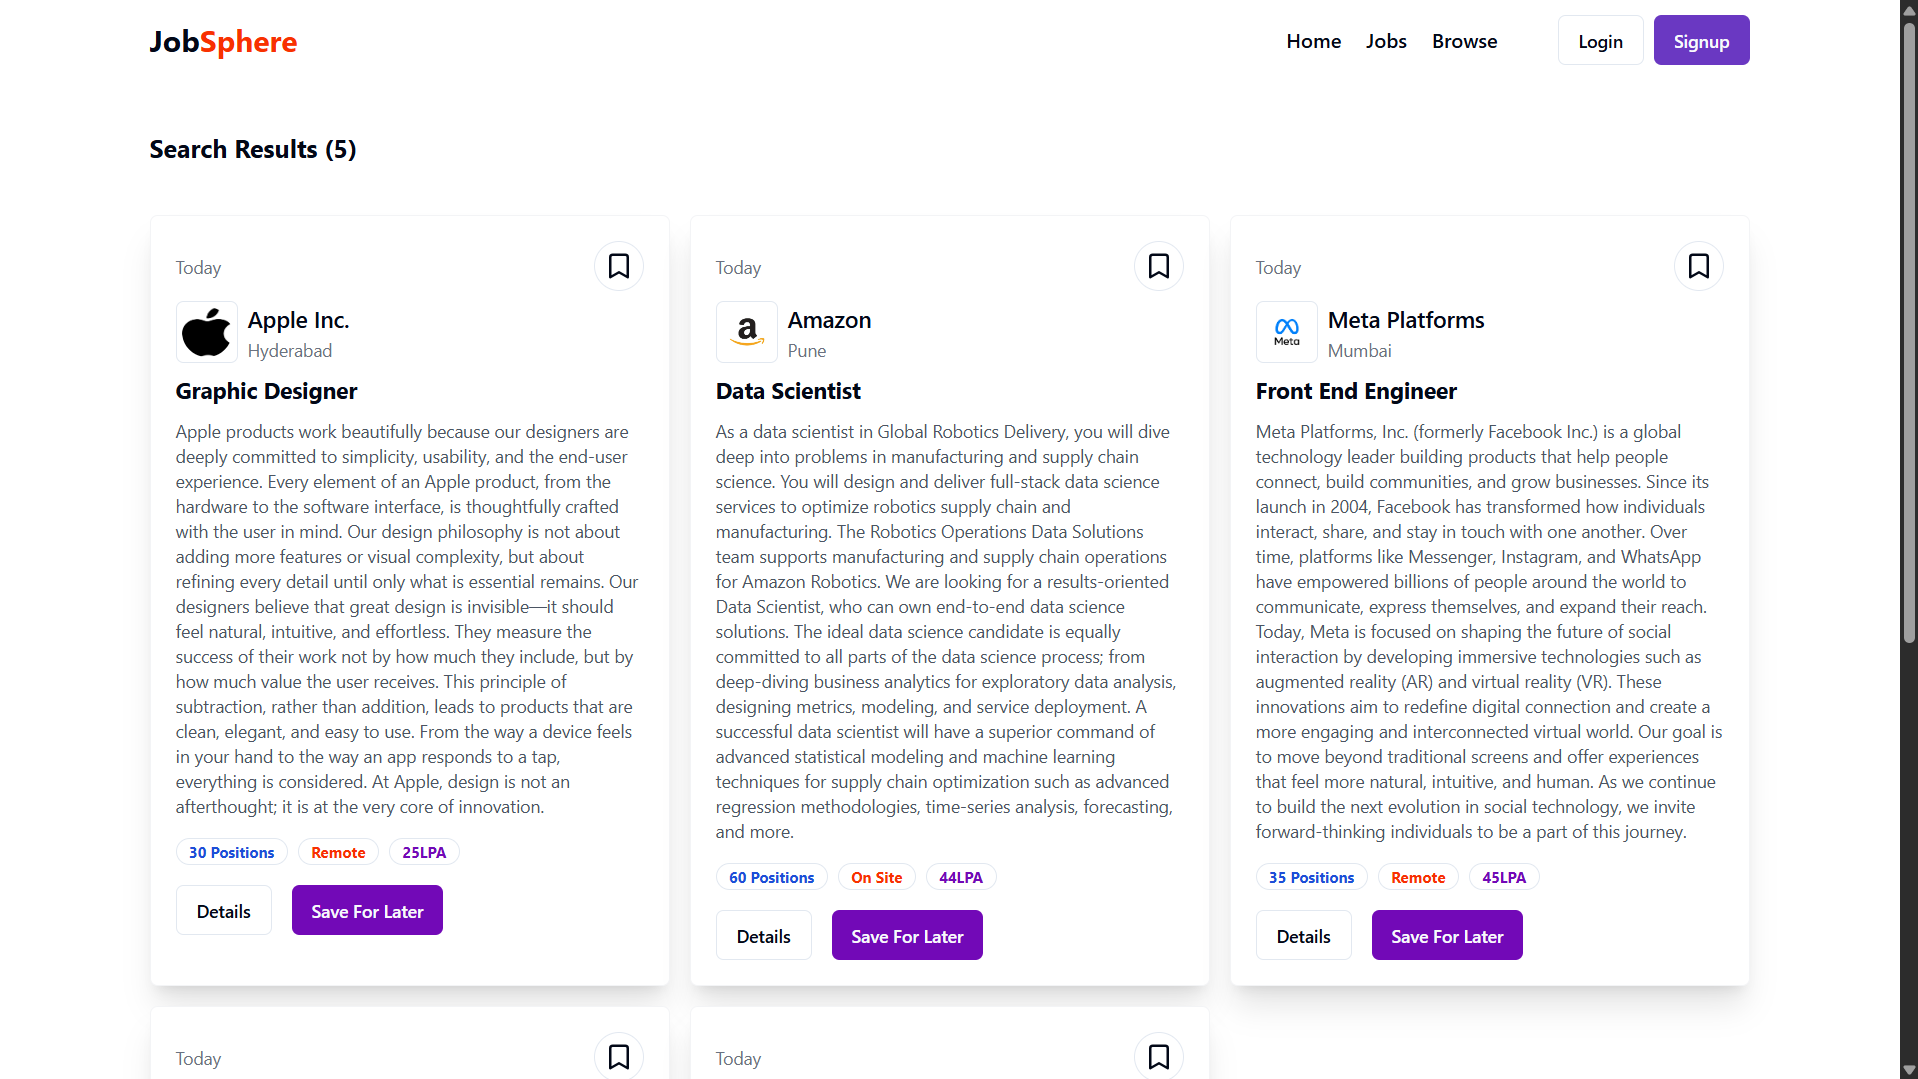 JobSphere
Home Jobs Browse Login Signup
Search Results (5)
Today
Apple Inc.
Hyderabad
Graphic Designer
Apple products work beautifully because our designers are
deeply committed to simplicity, usability, and the end-user
experience. Every element of an Apple product, from the
hardware to the software interface, is thoughtfully crafted
with the user in mind. Our design philosophy is not about
adding more features or visual complexity, but about
refining every detail until only what is essential remains. Our
designers believe that great design is invisible—it should
feel natural, intuitive, and effortless. They measure the
success of their work not by how much they include, but by
how much value the user receives. This principle of
subtraction, rather than addition, leads to products that are
clean, elegant, and easy to use. From the way a device feels
in your hand to the way an app responds to a tap,
everything is considered. At Apple, design is not an
afterthought; it is at the very core of innovation.
30 Positions Remote 25LPA
Details Save For Later
Today
a
Amazon
Pune
Data Scientist
As a data scientist in Global Robotics Delivery, you will dive
deep into problems in manufacturing and supply chain
science. You will design and deliver full-stack data science
services to optimize robotics supply chain and
manufacturing. The Robotics Operations Data Solutions
team supports manufacturing and supply chain operations
for Amazon Robotics. We are looking for a results-oriented
Data Scientist, who can own end-to-end data science
solutions. The ideal data science candidate is equally
committed to all parts of the data science process; from
deep-diving business analytics for exploratory data analysis,
designing metrics, modeling, and service deployment. A
successful data scientist will have a superior command of
advanced statistical modeling and machine learning
techniques for supply chain optimization such as advanced
regression methodologies, time-series analysis, forecasting,
and more.
60 Positions On Site 44LPA
Details Save For Later
Today
Meta
Meta Platforms
Mumbai
Front End Engineer
Meta Platforms, Inc. (formerly Facebook Inc.) is a global
technology leader building products that help people
connect, build communities, and grow businesses. Since its
launch in 2004, Facebook has transformed how individuals
interact, share, and stay in touch with one another. Over
time, platforms like Messenger, Instagram, and WhatsApp
have empowered billions of people around the world to
communicate, express themselves, and expand their reach.
Today, Meta is focused on shaping the future of social
interaction by developing immersive technologies such as
augmented reality (AR) and virtual reality (VR). These
innovations aim to redefine digital connection and create a
more engaging and interconnected virtual world. Our goal is
to move beyond traditional screens and offer experiences
that feel more natural, intuitive, and human. As we continue
to build the next evolution in social technology, we invite
forward-thinking individuals to be a part of this journey.
35 Positions Remote 45LPA
Details Save For Later
Today
Today